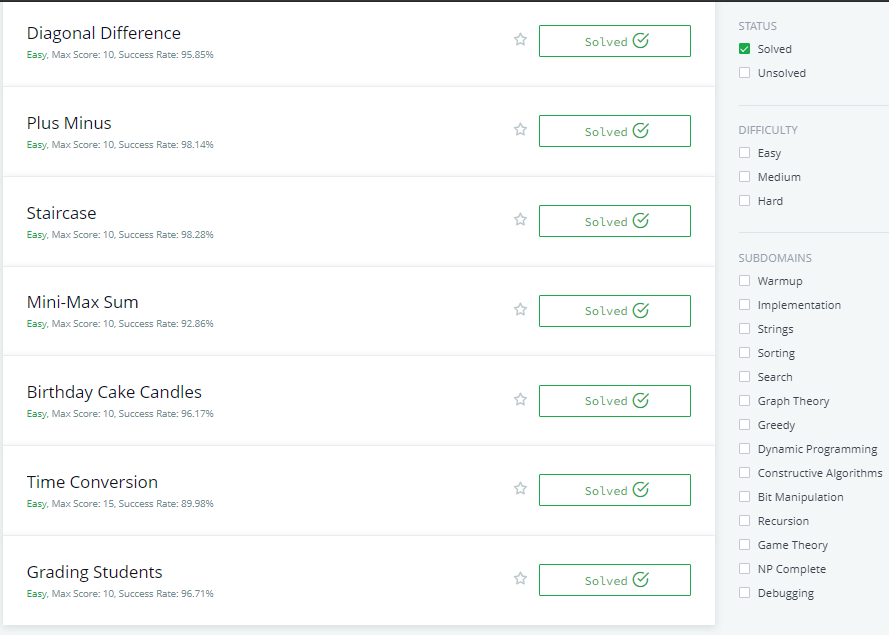 Diagonal Difference
Easy, Max Score: 10, Success Rate: 95.85%
Solved
Plus Minus
Easy, Max Score: 10, Success Rate: 98.14%
Solved
Staircase
Easy, Max Score: 10, Success Rate: 98.28%
Solved
Mini-Max Sum
Easy, Max Score: 10, Success Rate: 92.86%
Solved
Birthday Cake Candles
Easy, Max Score: 10, Success Rate: 96.17%
Solved
Time Conversion
Easy, Max Score: 15, Success Rate: 89.98%
Solved
Grading Students
Easy, Max Score: 10, Success Rate: 96.71%
Solved
STATUS
Solved
Unsolved
DIFFICULTY
Easy
Medium
Hard
SUBDOMAINS
Warmup
Implementation
Strings
Sorting
Search
Graph Theory
Greedy
Dynamic Programming
Constructive Algorithms
Bit Manipulation
Recursion
Game Theory
NP Complete
Debugging